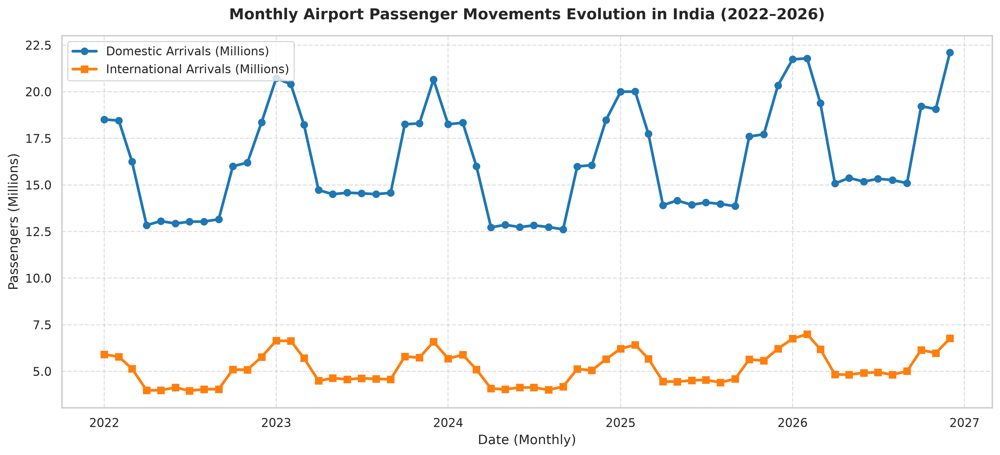 Monthly Airport Passenger Movements Evolution in India (2022–2026)
Domestic Arrivals (Millions)
International Arrivals (Millions)
Passengers (Millions)
22.5
20.0
17.5
15.0
12.5
10.0
7.5
5.0
2022
2023
2024
2025
2026
2027
Date (Monthly)